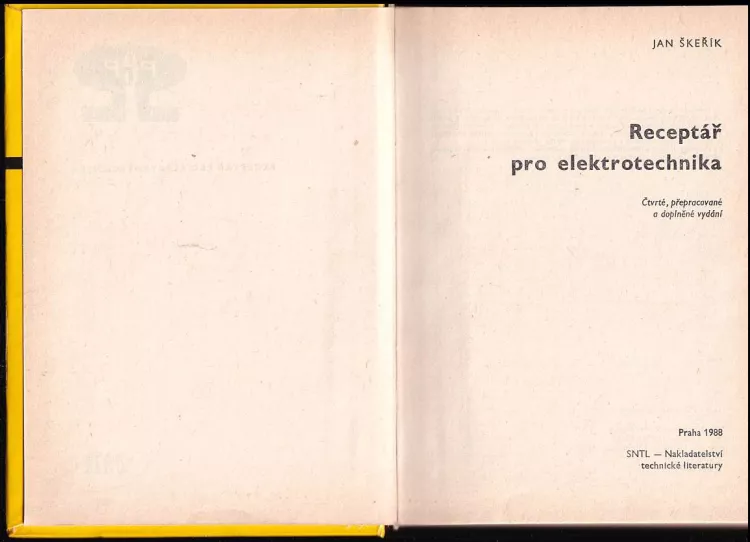 JAN ŠKEŘÍK
Receptář
pro elektrotechnika
Čtvrté, přepracované
a doplněné vydání
Praha 1988
SNTL — Nakladatelství
technické literatury